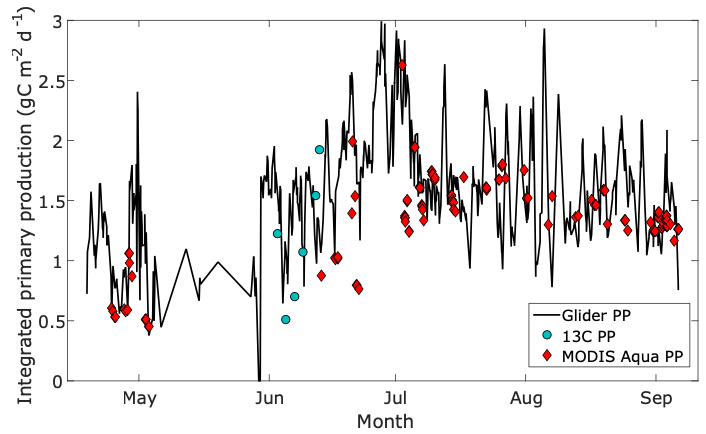 3
2.5
2
1.5
1
0.5
0
Integrated primary production (gC m-2 d-1)
May
Jun
Jul
Aug
Sep
Month
Glider PP
13C PP
MODIS Aqua PP